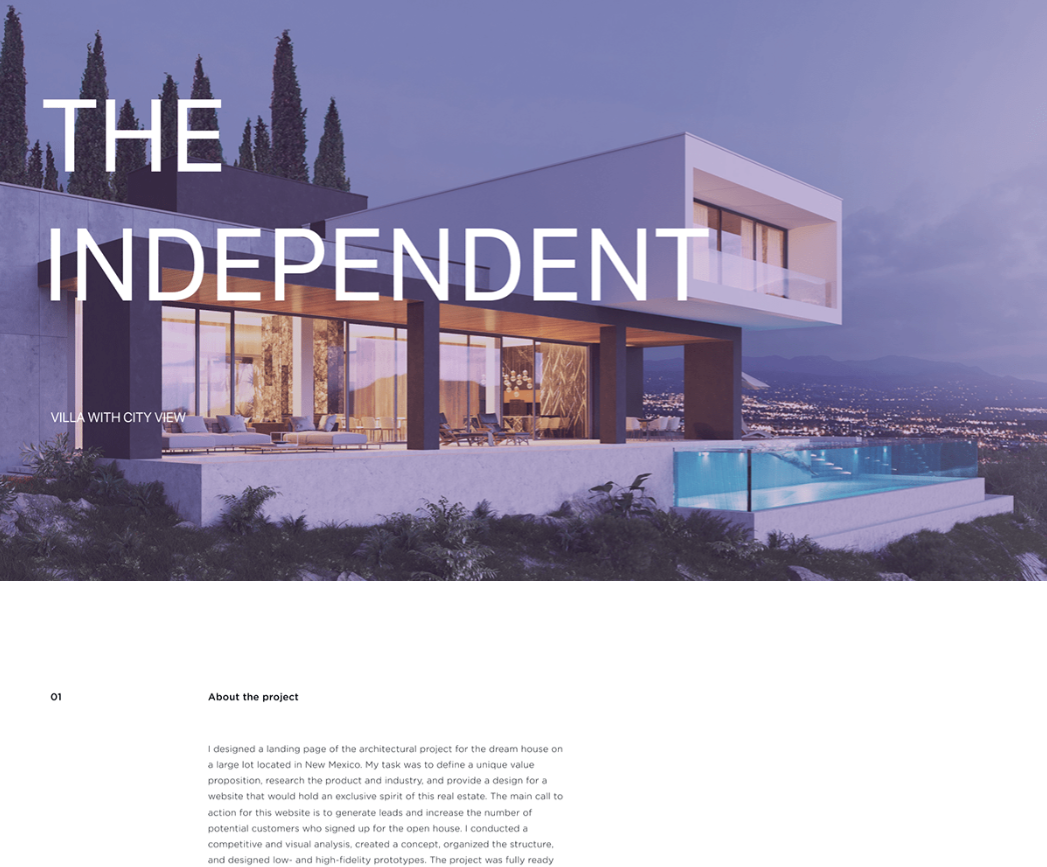 THE
INDEPENDENT
VILLA WITH CITY VIEW
01
About the project
I designed a landing page of the architectural project for the dream house on
a large lot located in New Mexico. My task was to define a unique value
proposition, research the product and industry, and provide a design for a
website that would hold an exclusive spirit of this real estate. The main call to
action for this website is to generate leads and increase the number of
potential customers who signed up for the open house. I conducted a
competitive and visual analysis, created a concept, organized the structure,
and designed low- and high-fidelity prototypes. The project was fully ready